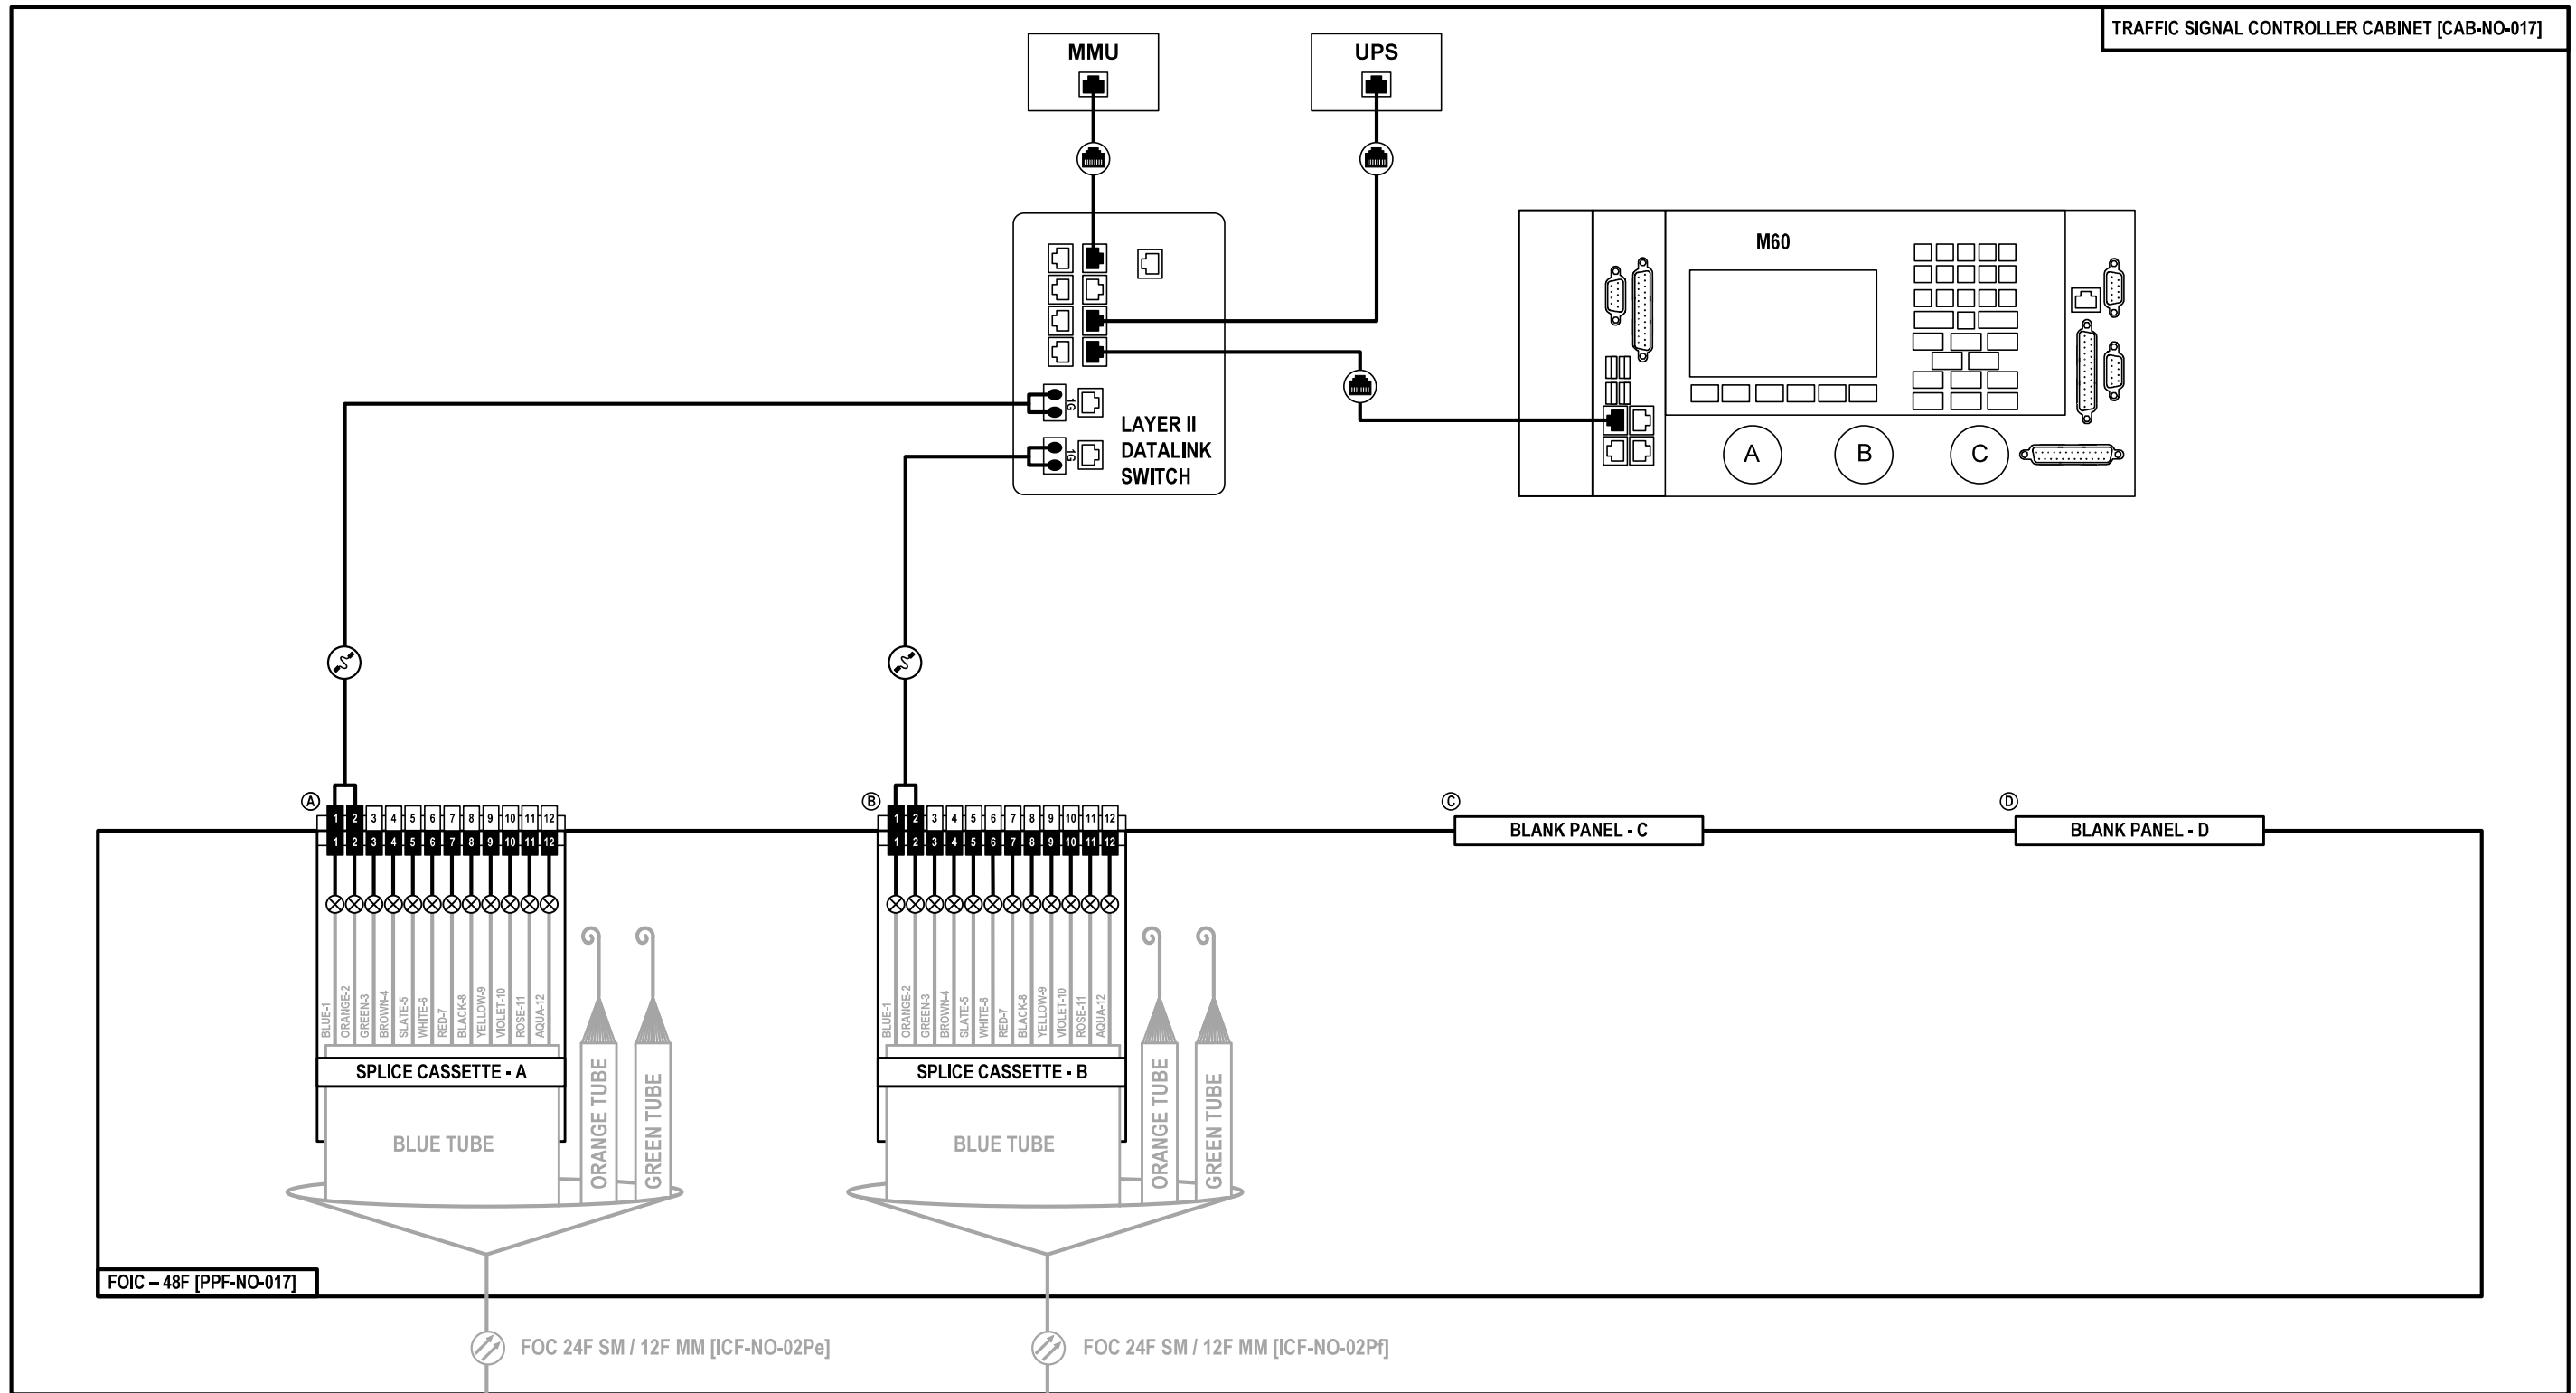 TRAFFIC SIGNAL CONTROLLER CABINET [CAB-NO-017]
MMU
UPS
M60
1G
1G
LAYER II
DATALINK
SWITCH
A
B
C
A
B
C
D
1 2 3 4 5 6 7 8 9 10 11 12
1 2 3 4 5 6 7 8 9 10 11 12
1 2 3 4 5 6 7 8 9 10 11 12
1 2 3 4 5 6 7 8 9 10 11 12
BLANK PANEL - C
BLANK PANEL - D
BLUE-1
ORANGE-2
GREEN-3
BROWN-4
SLATE-5
WHITE-6
RED-7
BLACK-8
YELLOW-9
VIOLET-10
ROSE-11
AQUA-12
BLUE-1
ORANGE-2
GREEN-3
BROWN-4
SLATE-5
WHITE-6
RED-7
BLACK-8
YELLOW-9
VIOLET-10
ROSE-11
AQUA-12
SPLICE CASSETTE - A
BLUE TUBE
ORANGE TUBE
GREEN TUBE
SPLICE CASSETTE - B
BLUE TUBE
ORANGE TUBE
GREEN TUBE
FOIC – 48F [PPF-NO-017]
FOC 24F SM / 12F MM [ICF-NO-02Pe]
FOC 24F SM / 12F MM [ICF-NO-02Pf]